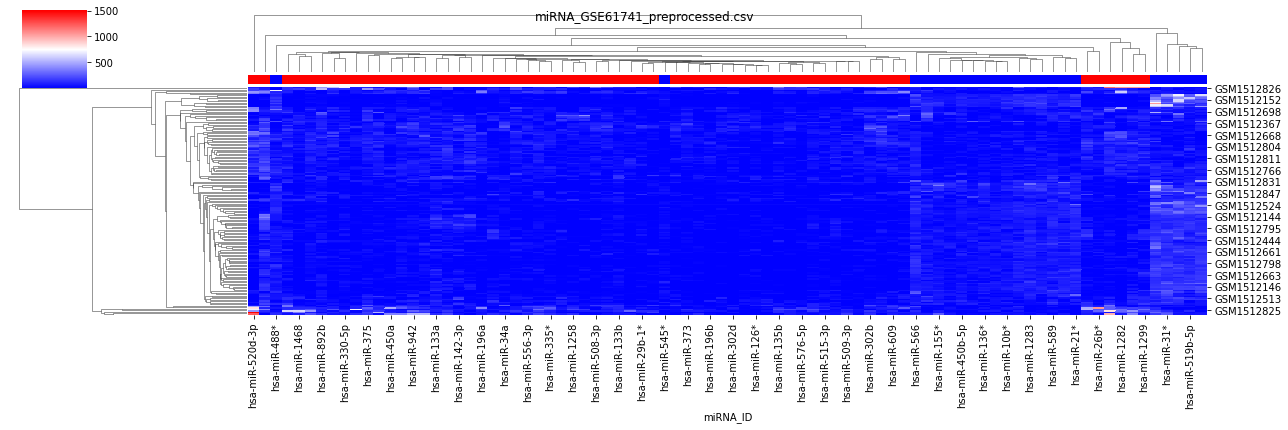 miRNA_GSE61741_preprocessed.csv
1500
1000
500
GSM1512826
GSM1512152
GSM1512698
GSM1512367
GSM1512668
GSM1512804
GSM1512811
GSM1512766
GSM1512831
GSM1512847
GSM1512524
GSM1512144
GSM1512795
GSM1512444
GSM1512661
GSM1512798
GSM1512663
GSM1512146
GSM1512513
GSM1512825
hsa-miR-520d-3p
hsa-miR-488*
hsa-miR-1468
hsa-miR-892b
hsa-miR-330-5p
hsa-miR-375
hsa-miR-450a
hsa-miR-942
hsa-miR-133a
hsa-miR-142-3p
hsa-miR-196a
hsa-miR-34a
hsa-miR-556-3p
hsa-miR-335*
hsa-miR-1258
hsa-miR-508-3p
hsa-miR-133b
hsa-miR-29b-1*
hsa-miR-545*
hsa-miR-373
hsa-miR-196b
hsa-miR-302d
hsa-miR-126*
hsa-miR-135b
hsa-miR-576-5p
hsa-miR-515-3p
hsa-miR-509-3p
hsa-miR-302b
hsa-miR-609
hsa-miR-566
hsa-miR-155*
hsa-miR-450b-5p
hsa-miR-136*
hsa-miR-10b*
hsa-miR-1283
hsa-miR-589
hsa-miR-21*
hsa-miR-26b*
hsa-miR-1282
hsa-miR-1299
hsa-miR-31*
hsa-miR-519b-5p
miRNA_ID